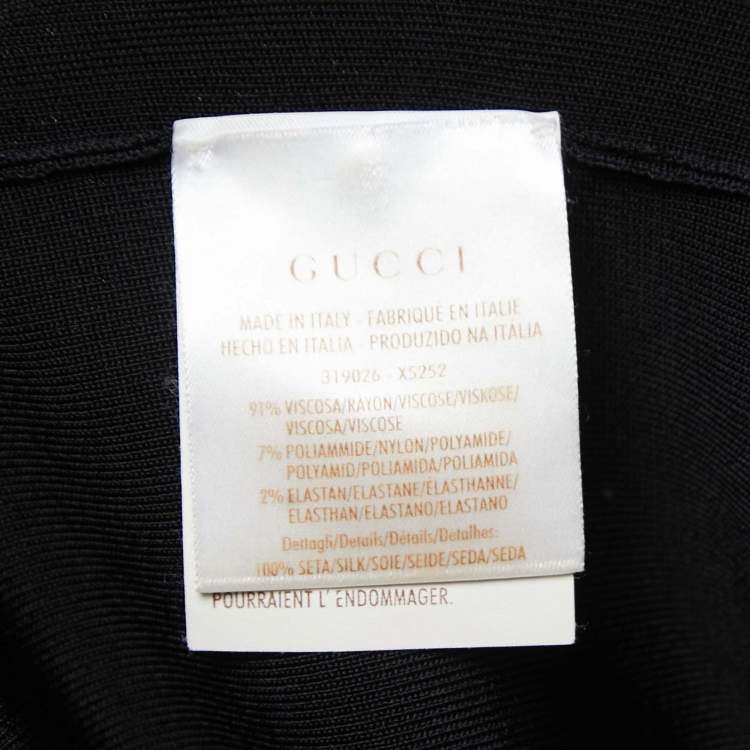 GUCCI
MADE IN ITALY - FABRIQUE EN ITALIE
HECHO EN ITALIA - PRODUZIDO NA ITÁLIA
319026 - X5252
91% VISCOSA/RAYON/VISCOSE/VISKOSE/
VISCOSA/VISCOSE
7% POLIAMMIDE/NYLON/POLYAMIDE/
POLYAMID/POLIAMIDA/POLIAMIDA
2% ELASTAN/ELASTANE/ÉLASTHANNE/
ELASTHAN/ELASTANO/ELASTANO
Dettagli/Details/Détails/Detalhes:
100% SETA/SILK/SOIE/SEIDE/SEDA/SEDA
POURRAIENT L'ENDOMMAGER.